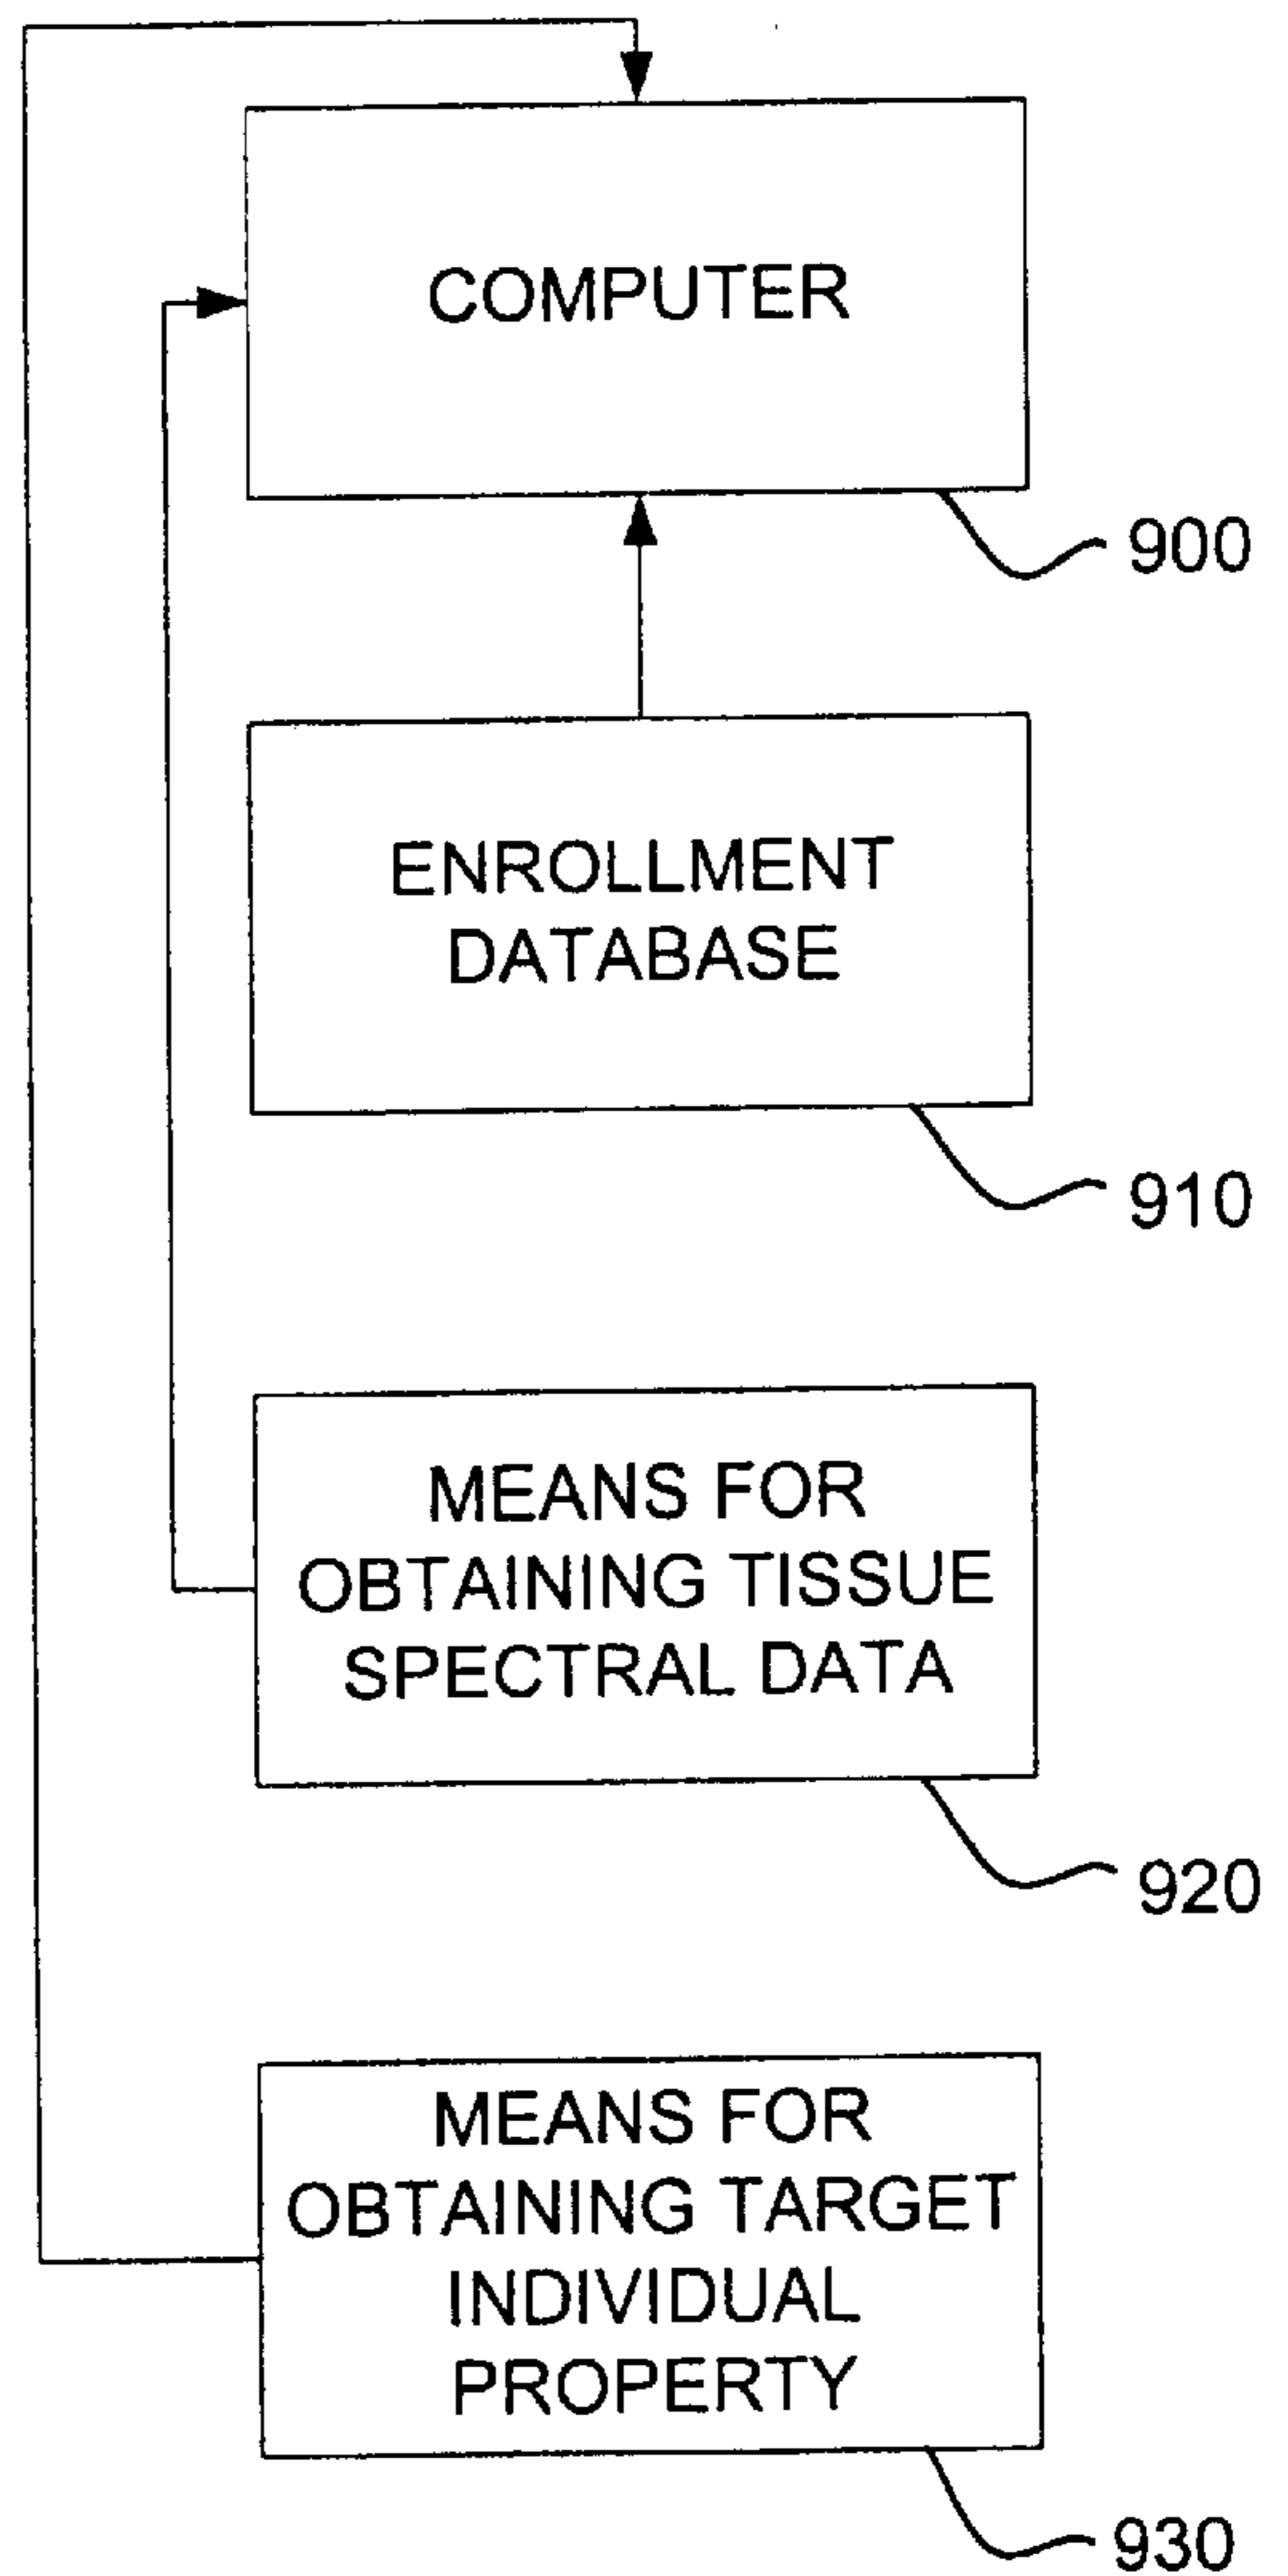 COMPUTER
900
ENROLLMENT
DATABASE
910
MEANS FOR
OBTAINING TISSUE
SPECTRAL DATA
920
MEANS FOR
OBTAINING TARGET
INDIVIDUAL
PROPERTY
930